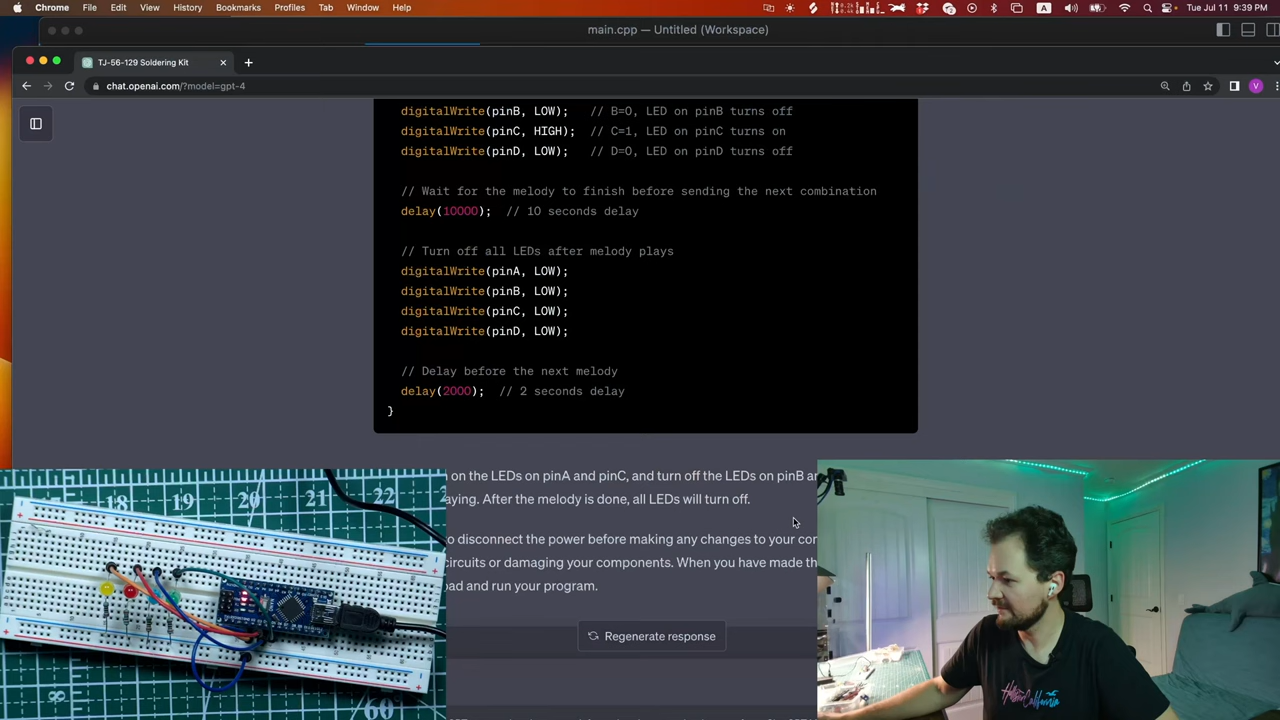 Chrome File Edit View History Bookmarks Profiles Tab Window Help
A
Tue Jul 11 9:39 PM
main.cpp — Untitled (Workspace)
TJ-56-129 Soldering Kit
chat.openai.com/?model=gpt-4
V
digitalWrite(pinB, LOW); // B=0, LED on pinB turns off
digitalWrite(pinC, HIGH); // C=1, LED on pinC turns on
digitalWrite(pinD, LOW); // D=0, LED on pinD turns off
// Wait for the melody to finish before sending the next combination
delay(10000); // 10 seconds delay
// Turn off all LEDs after melody plays
digitalWrite(pinA, LOW);
digitalWrite(pinB, LOW);
digitalWrite(pinC, LOW);
digitalWrite(pinD, LOW);
// Delay before the next melody
delay(2000); // 2 seconds delay
}
on the LEDs on pinA and pinC, and turn off the LEDs on pinB
aying. After the melody is done, all LEDs will turn off.
o disconnect the power before making any changes to your con
circuits or damaging your components. When you have made th
oad and run your program.
Regenerate response
18 19 20 21 22
60